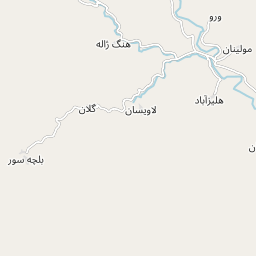 ورو
هنگ ژاله
مولینان
هلیزآباد
گلان
لاویسان
بلچه سور